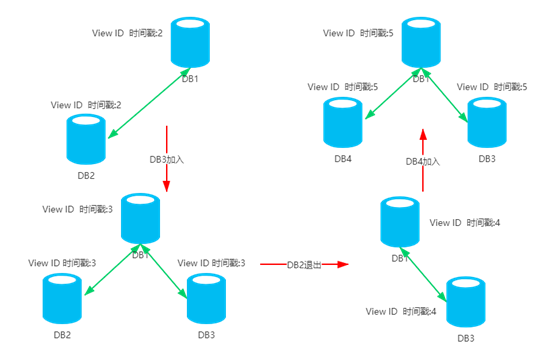 View ID 时间戳:2
DB1
View ID 时间戳:2
DB2
DB3加入
View ID 时间戳:3
DB1
View ID 时间戳:3
View ID 时间戳:3
DB2
DB3
DB2退出
View ID 时间戳:4
DB1
View ID 时间戳:4
DB3
DB4加入
View ID 时间戳:5
DB1
View ID 时间戳:5
View ID 时间戳:5
DB4
DB3